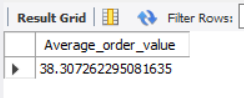 Result Grid Filter Rows:
Average_order_value
38.307262295081635